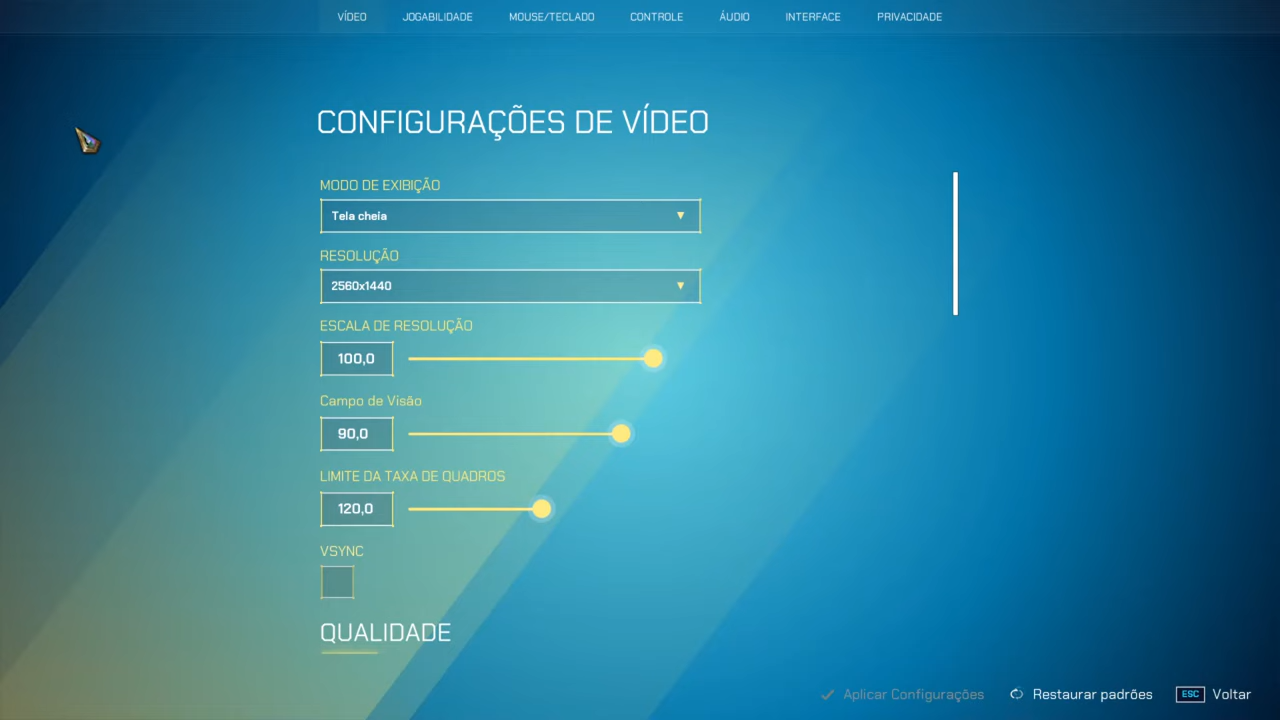 VÍDEO JOGABILIDADE MOUSE/TECLADO CONTROLE ÁUDIO INTERFACE PRIVACIDADE
CONFIGURAÇÕES DE VÍDEO
MODO DE EXIBIÇÃO
Tela cheia
RESOLUÇÃO
2560x1440
ESCALA DE RESOLUÇÃO
100,0
Campo de Visão
90,0
LIMITE DA TAXA DE QUADROS
120,0
VSYNC
QUALIDADE
Aplicar Configurações Restaurar padrões ESC Voltar